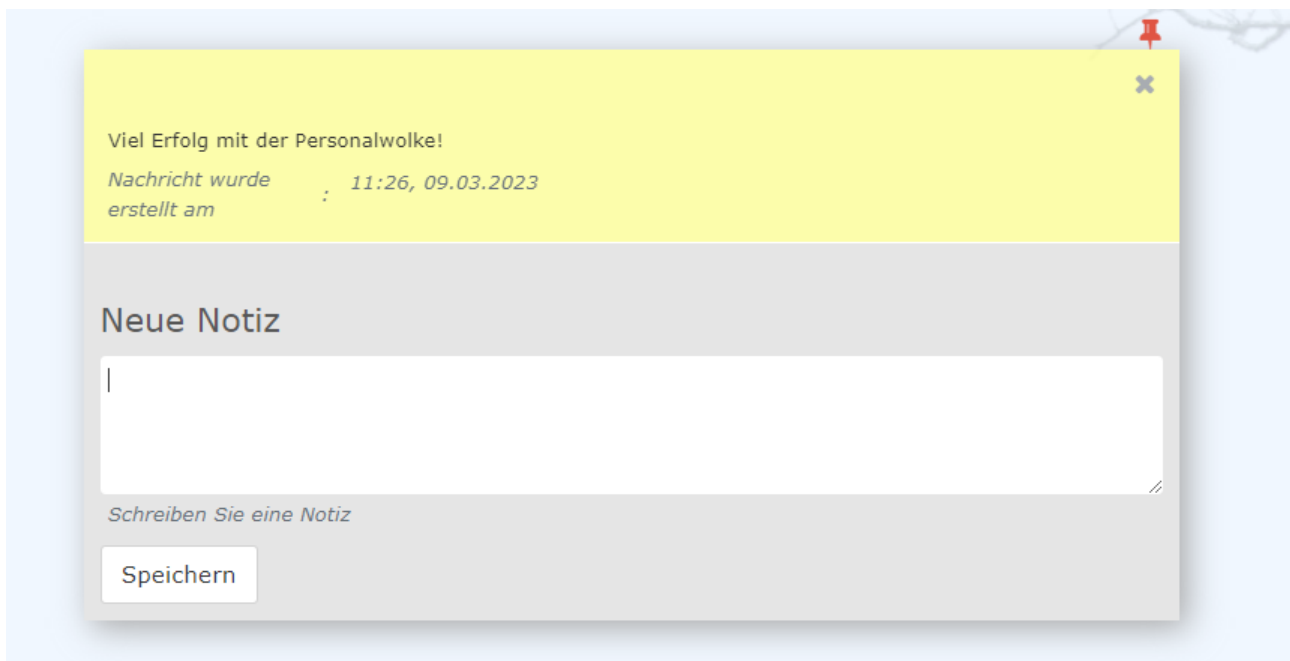 Viel Erfolg mit der Personalwolke!
Nachricht wurde : 11:26, 09.03.2023
erstellt am
Neue Notiz
Schreiben Sie eine Notiz
Speichern